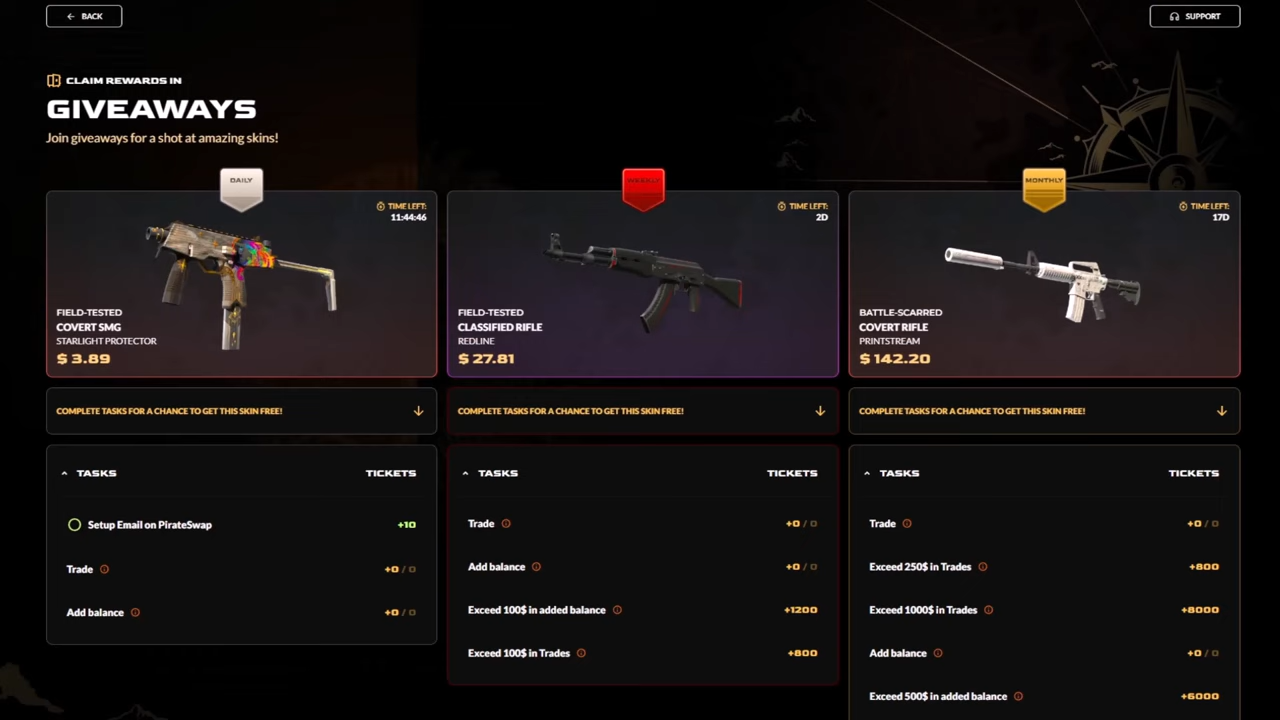 BACK
SUPPORT
CLAIM REWARDS IN
GIVEAWAYS
Join giveaways for a shot at amazing skins!
DAILY
TIME LEFT:
11:44:46
FIELD-TESTED
COVERT SMG
STARLIGHT PROTECTOR
$ 3.89
COMPLETE TASKS FOR A CHANCE TO GET THIS SKIN FREE!
TASKS TICKETS
Setup Email on PirateSwap +10
Trade +0 / 0
Add balance +0 / 0
WEEKLY
TIME LEFT:
2D
FIELD-TESTED
CLASSIFIED RIFLE
REDLINE
$ 27.81
COMPLETE TASKS FOR A CHANCE TO GET THIS SKIN FREE!
TASKS TICKETS
Trade +0 / 0
Add balance +0 / 0
Exceed 100$ in added balance +1200
Exceed 100$ in Trades +800
MONTHLY
TIME LEFT:
17D
BATTLE-SCARRED
COVERT RIFLE
PRINTSTREAM
$ 142.20
COMPLETE TASKS FOR A CHANCE TO GET THIS SKIN FREE!
TASKS TICKETS
Trade +0 / 0
Exceed 250$ in Trades +800
Exceed 1000$ in Trades +8000
Add balance +0 / 0
Exceed 500$ in added balance +6000